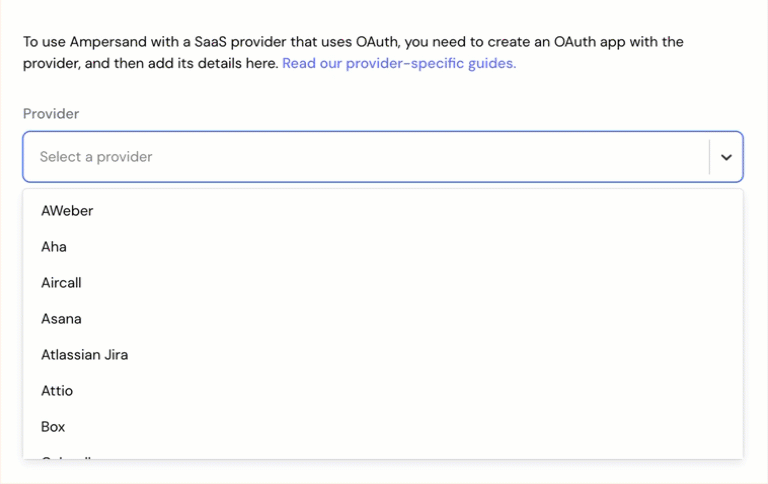 To use Ampersand with a SaaS provider that uses OAuth, you need to create an OAuth app with the
provider, and then add its details here. Read our provider-specific guides.
Provider
Select a provider
AWeber
Aha
Aircall
Asana
Atlassian Jira
Attio
Box